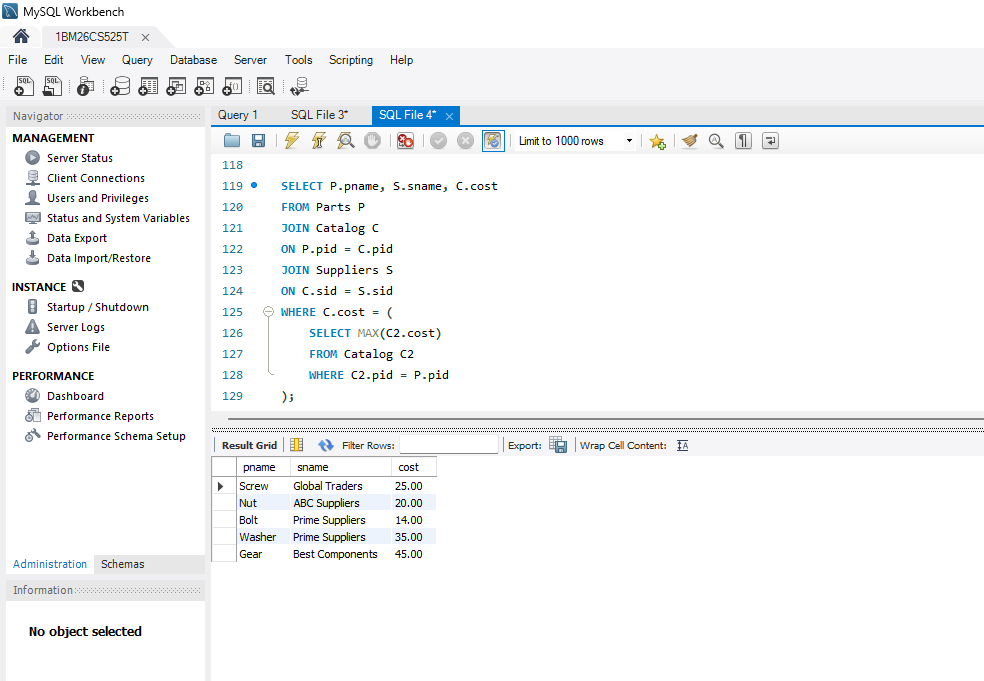 MySQL Workbench
1BM26CS525T
File Edit View Query Database Server Tools Scripting Help
Navigator
MANAGEMENT
Server Status
Client Connections
Users and Privileges
Status and System Variables
Data Export
Data Import/Restore
INSTANCE
Startup / Shutdown
Server Logs
Options File
PERFORMANCE
Dashboard
Performance Reports
Performance Schema Setup
Administration Schemas
Information
No object selected
Query 1 SQL File 3* SQL File 4*
Limit to 1000 rows
118
119 SELECT P.pname, S.sname, C.cost
120 FROM Parts P
121 JOIN Catalog C
122 ON P.pid = C.pid
123 JOIN Suppliers S
124 ON C.sid = S.sid
125 WHERE C.cost = (
126 SELECT MAX(C2.cost)
127 FROM Catalog C2
128 WHERE C2.pid = P.pid
129 );
Result Grid Filter Rows: Export: Wrap Cell Content:
pname sname cost
Screw Global Traders 25.00
Nut ABC Suppliers 20.00
Bolt Prime Suppliers 14.00
Washer Prime Suppliers 35.00
Gear Best Components 45.00